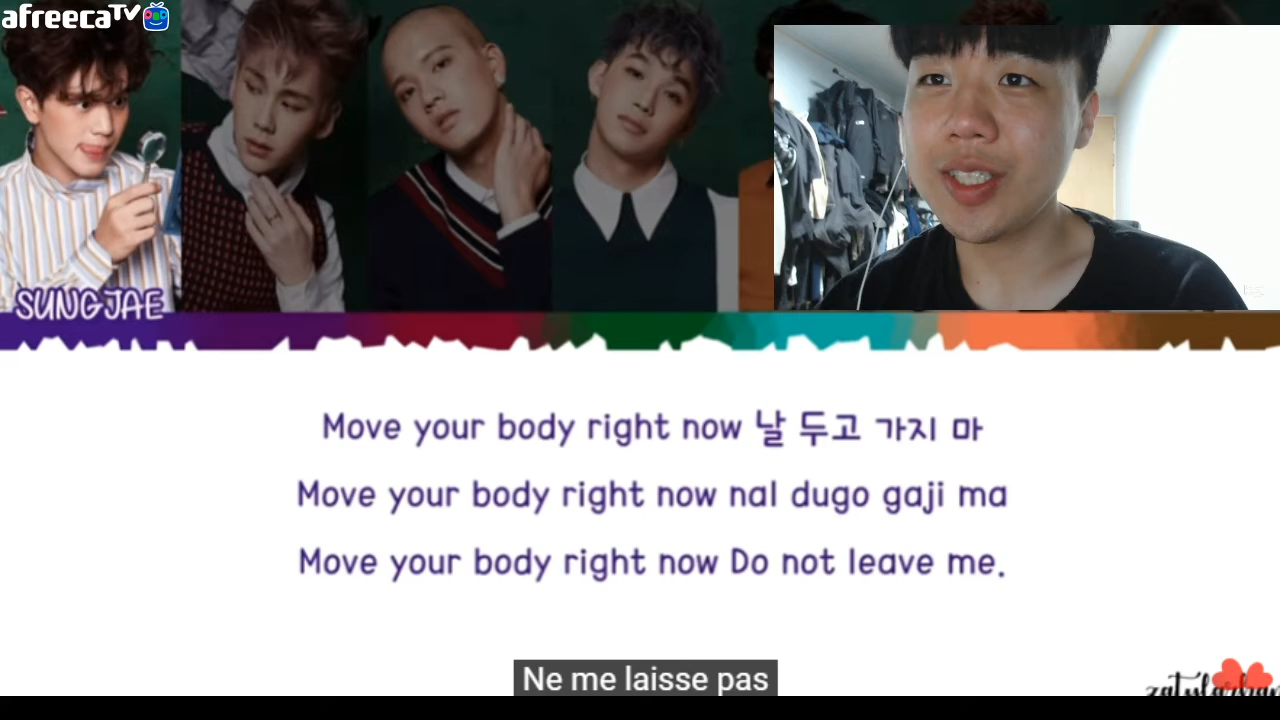 afreecaTV
SUNGJAE
Move your body right now 날 두고 가지 마
Move your body right now nal dugo gaji ma
Move your body right now Do not leave me.
Ne me laisse pas